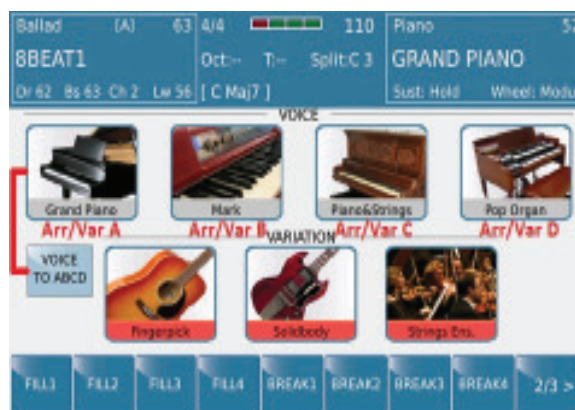 Ballad [A] 63 4/4 110 Piano 57
8BEAT1 Oct:-- T:-- Split:C 3 GRAND PIANO
Dr 62 Bs 63 Ch 2 Lw 56 [ C Maj7 ] Sust: Hold Wheel: Modu
VOICE
Grand Piano Mark Piano&Strings Pop Organ
Arr/Var A Arr/Var B Arr/Var C Arr/Var D
VARIATION
VOICE
TO ABCD
Fingerpick Solidbody Strings Ens.
FILL1 FILL2 FILL3 FILL4 BREAK1 BREAK2 BREAK3 BREAK4 2/3 >